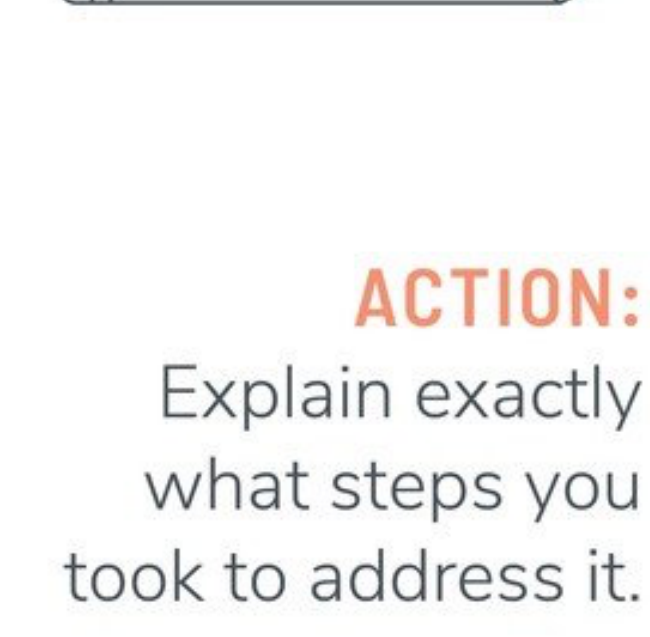 ACTION:
Explain exactly
what steps you
took to address it.